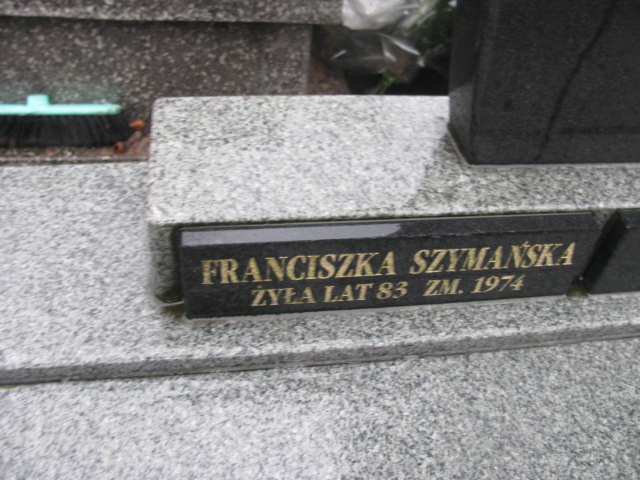 FRANCISZKA SZYMAŃSKA
ŻYŁA LAT 83 ZM. 1974